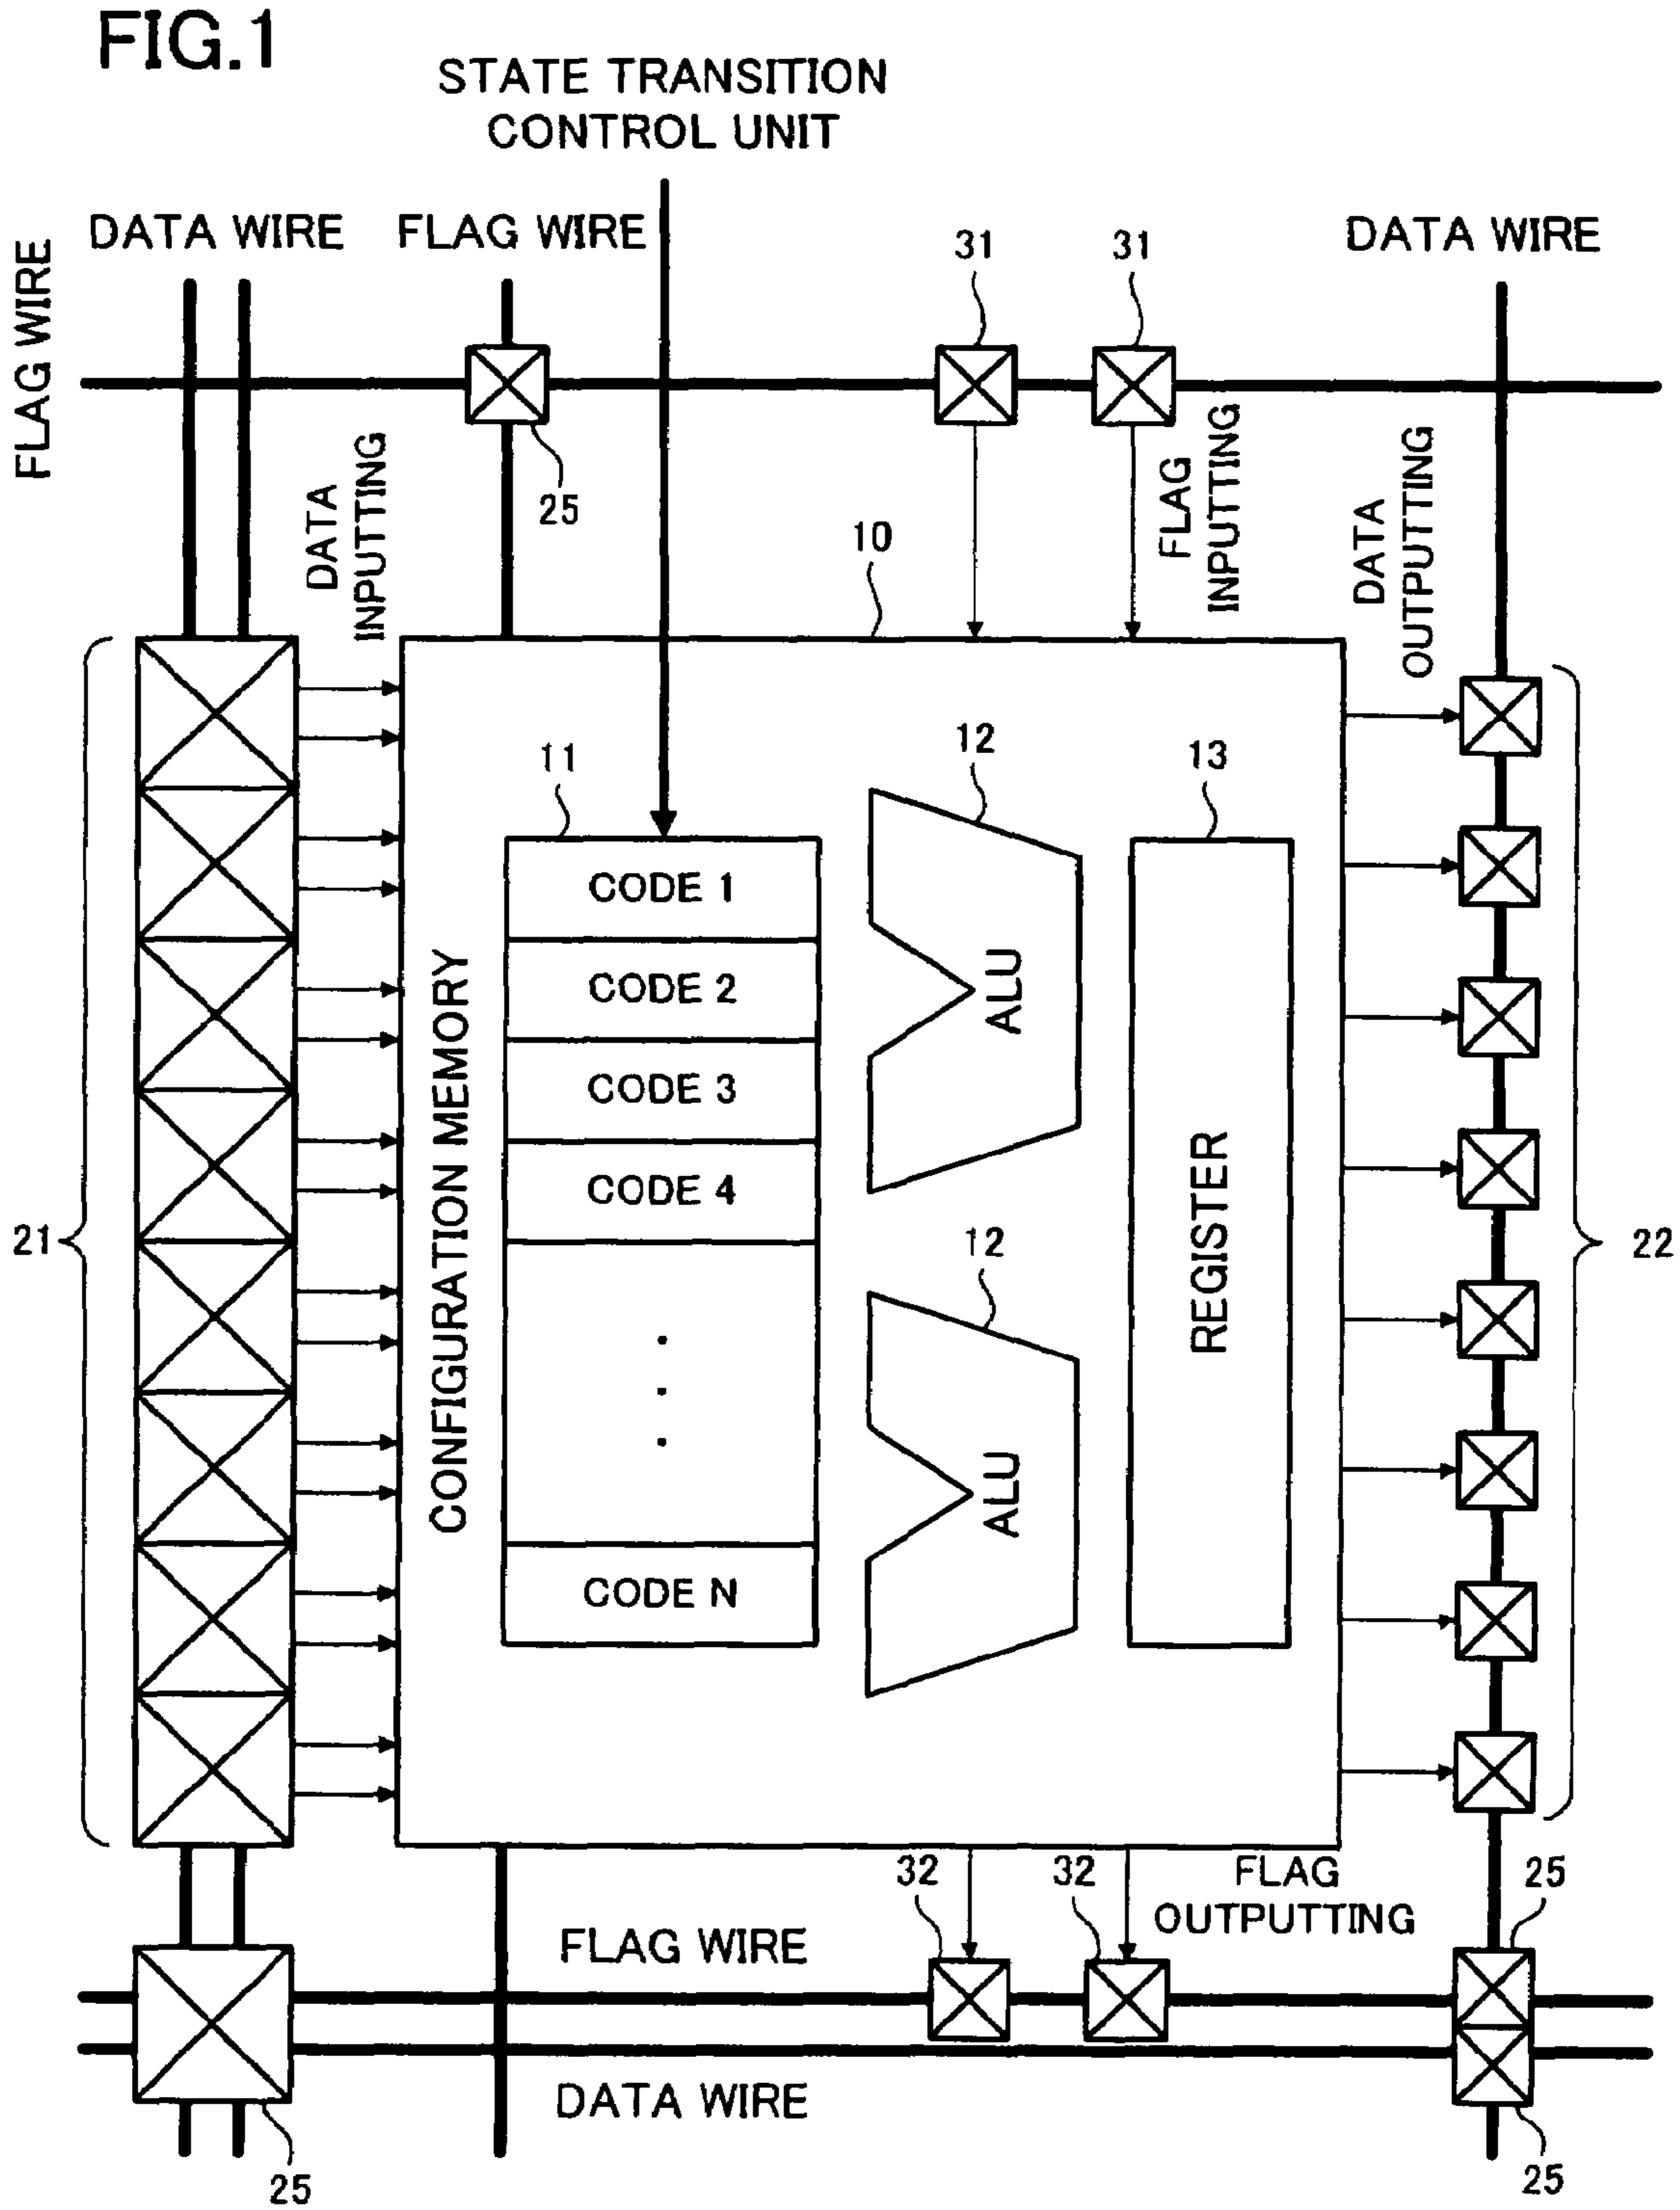 FIG.1
STATE TRANSITION
CONTROL UNIT
DATA WIRE
FLAG WIRE
DATA WIRE
FLAG WIRE
31
31
25
DATA
INPUTTING
10
FLAG
INPUTTING
DATA
OUTPUTTING
11
12
13
CODE 1
CODE 2
CODE 3
CODE 4
.
.
.
CODE N
CONFIGURATION MEMORY
ALU
12
ALU
REGISTER
21
22
32
32
FLAG
OUTPUTTING
25
FLAG WIRE
DATA WIRE
25
25